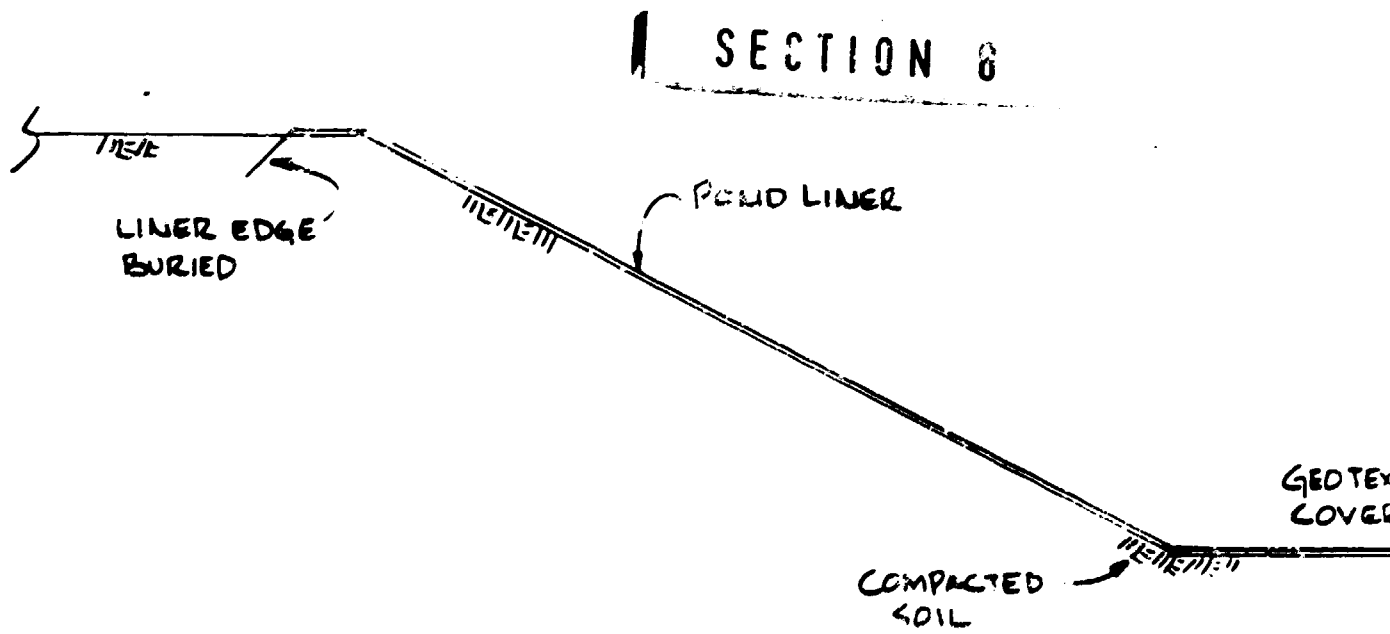 SECTION 8
LINER EDGE
BURIED
POND LINER
GEOTEX
COVER
COMPACTED
SOIL